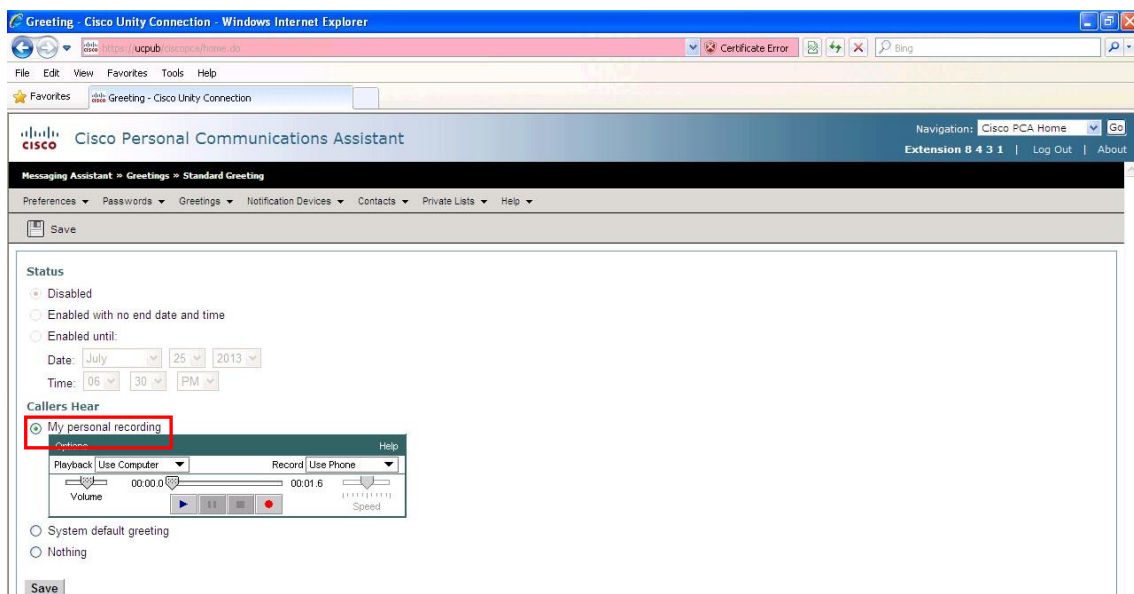 Greeting - Cisco Unity Connection - Windows Internet Explorer
https://ucpub/ciscopca/home.do Certificate Error Bing
File Edit View Favorites Tools Help
Favorites Greeting - Cisco Unity Connection
CISCO Cisco Personal Communications Assistant Navigation: Cisco PCA Home Go
Extension 8 4 3 1 | Log Out | About
Messaging Assistant » Greetings » Standard Greeting
Preferences Passwords Greetings Notification Devices Contacts Private Lists Help
Save
Status
Disabled
Enabled with no end date and time
Enabled until:
Date: July 25 2013
Time: 06 30 PM
Callers Hear
My personal recording
Options Help
Playback Use Computer Record Use Phone
00:00.0 00:01.6
Volume Speed
System default greeting
Nothing
Save